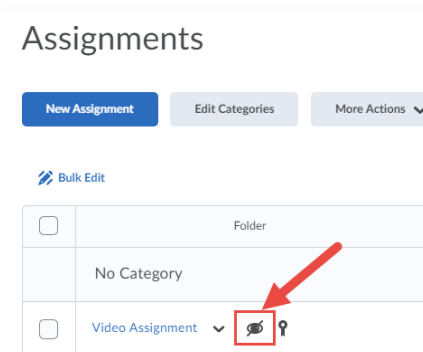 Assignments
New Assignment Edit Categories More Actions
Bulk Edit
Folder
No Category
Video Assignment